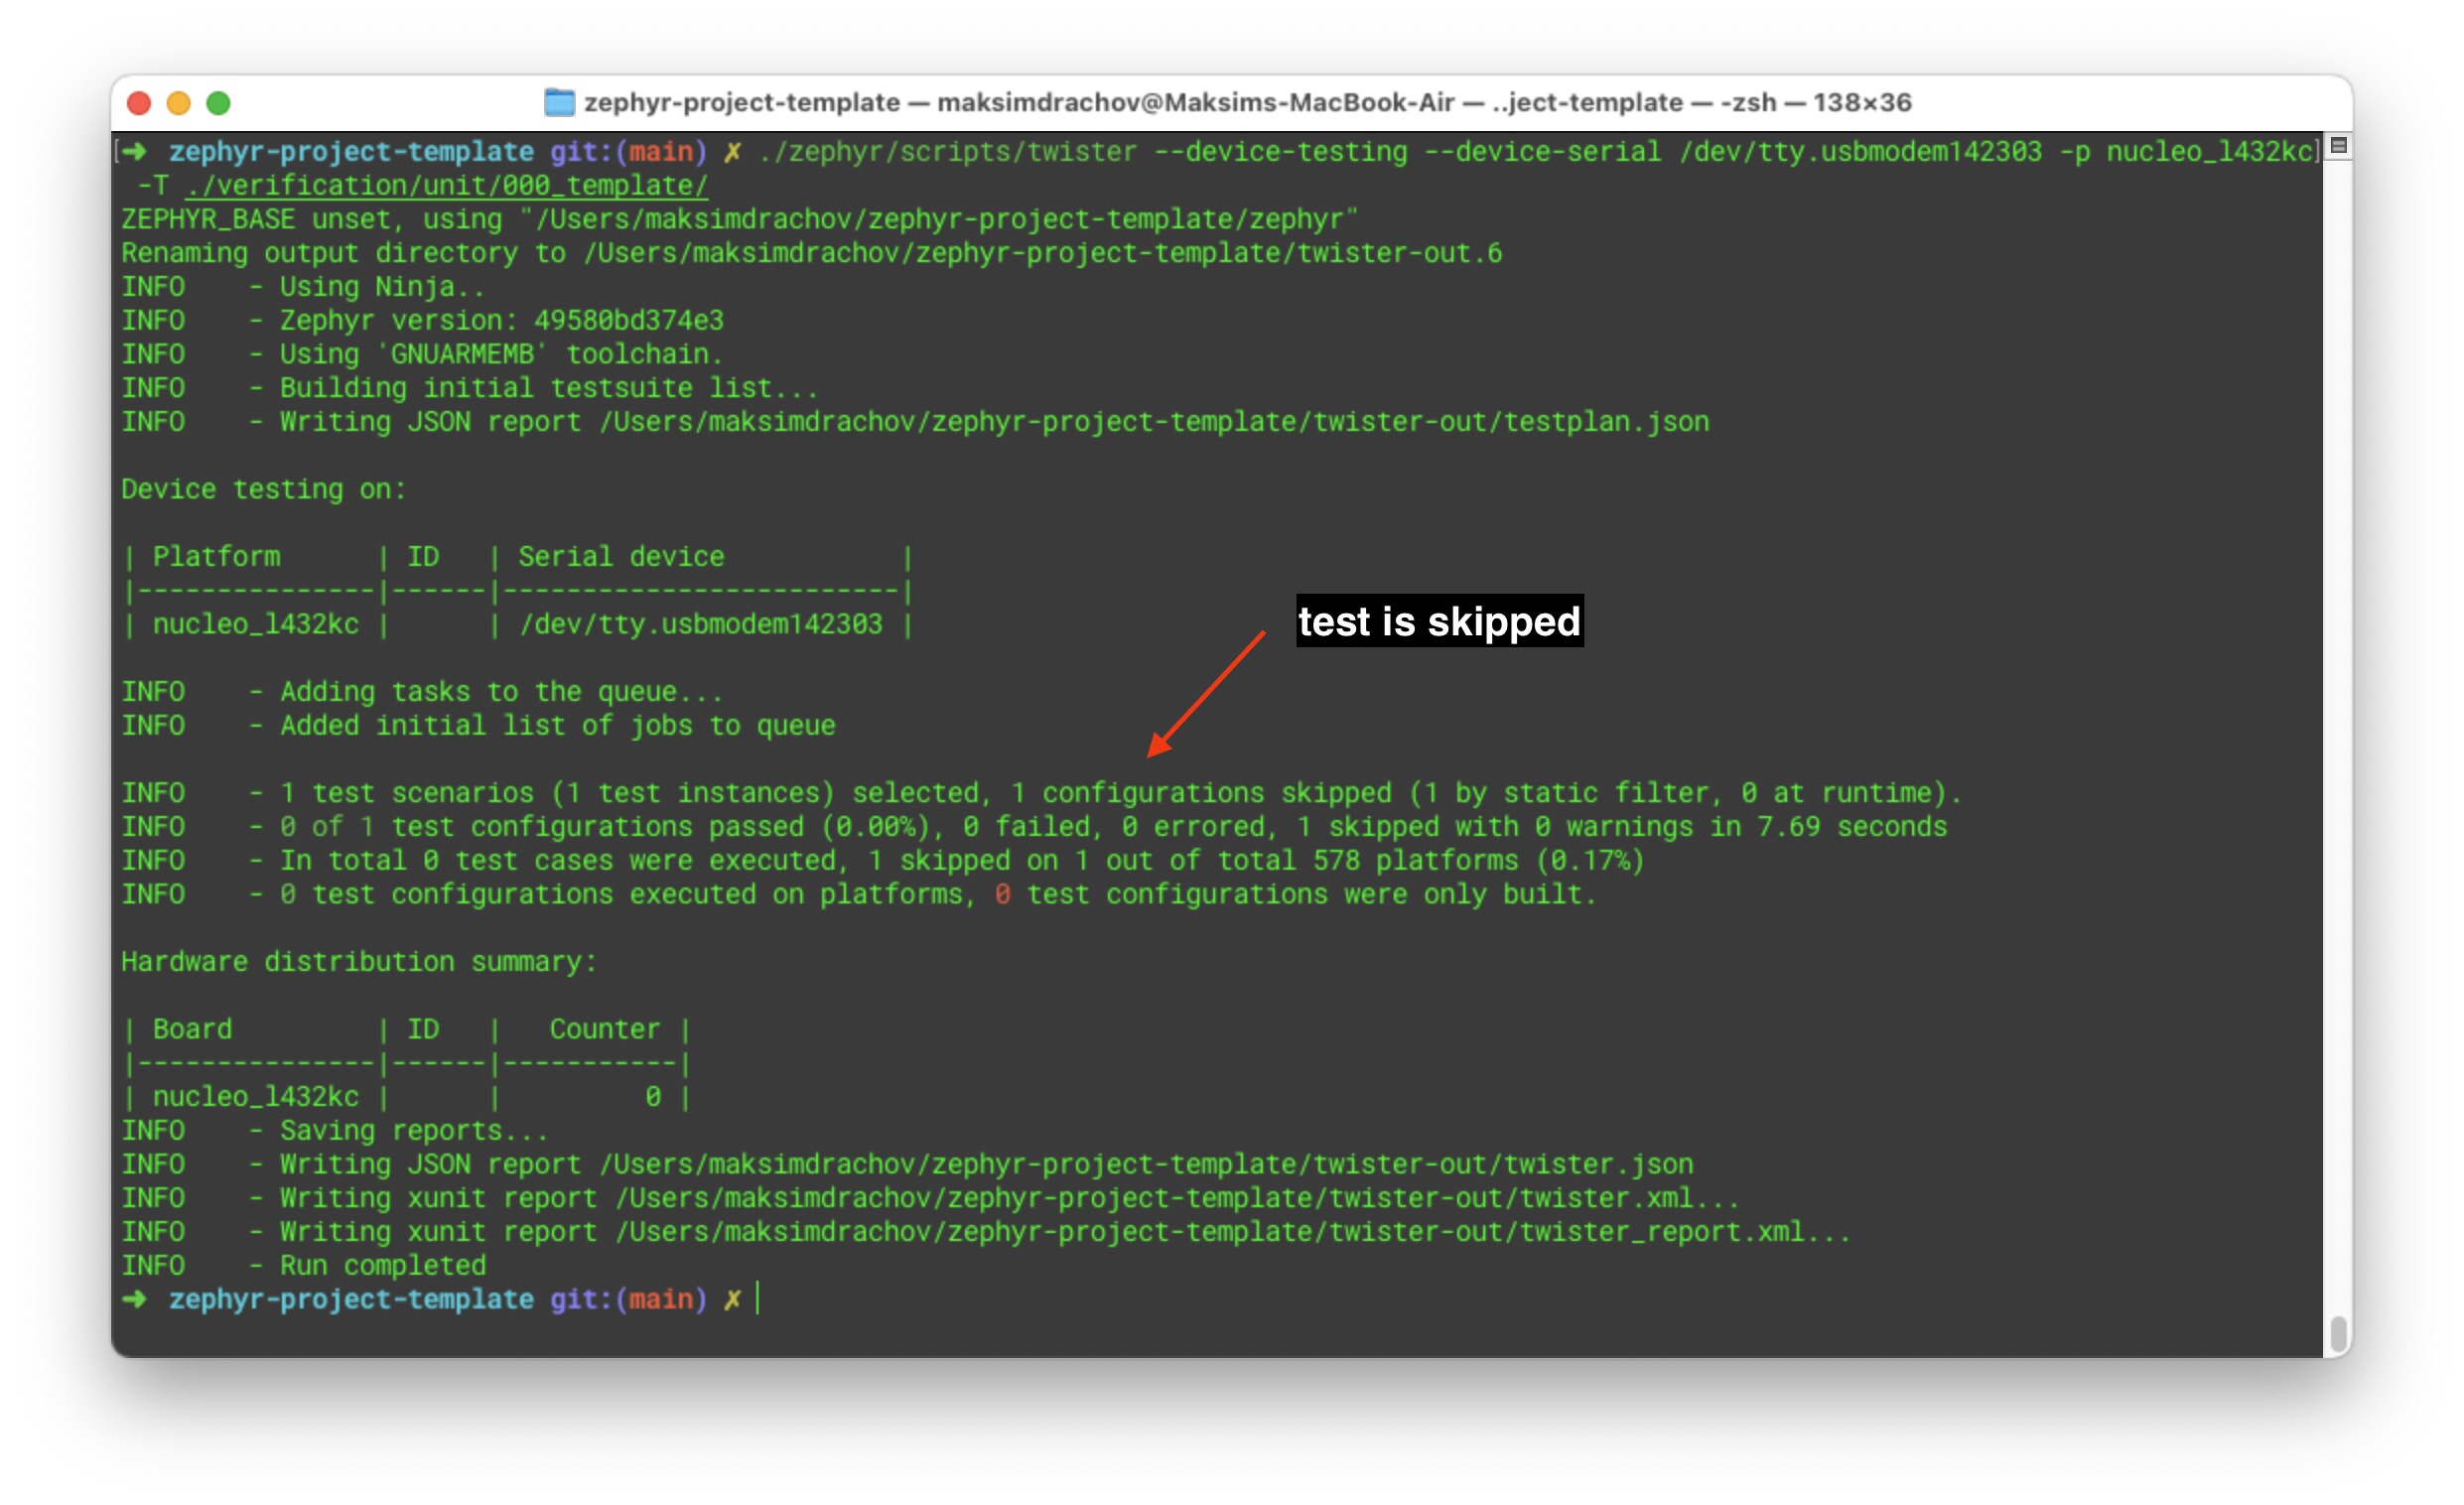 zephyr-project-template — maksimdrachov@Maksims-MacBook-Air — ..ject-template — -zsh — 138×36
[➜  zephyr-project-template git:(main) ✗ ./zephyr/scripts/twister --device-testing --device-serial /dev/tty.usbmodem142303 -p nucleo_l432kc]
 -T ./verification/unit/000_template/
ZEPHYR_BASE unset, using "/Users/maksimdrachov/zephyr-project-template/zephyr"
Renaming output directory to /Users/maksimdrachov/zephyr-project-template/twister-out.6
INFO    - Using Ninja..
INFO    - Zephyr version: 49580bd374e3
INFO    - Using 'GNUARMEMB' toolchain.
INFO    - Building initial testsuite list...
INFO    - Writing JSON report /Users/maksimdrachov/zephyr-project-template/twister-out/testplan.json
Device testing on:
| Platform      | ID   | Serial device           |
|---------------|------|-------------------------|
| nucleo_l432kc |      | /dev/tty.usbmodem142303 |
test is skipped
INFO    - Adding tasks to the queue...
INFO    - Added initial list of jobs to queue
INFO    - 1 test scenarios (1 test instances) selected, 1 configurations skipped (1 by static filter, 0 at runtime).
INFO    - 0 of 1 test configurations passed (0.00%), 0 failed, 0 errored, 1 skipped with 0 warnings in 7.69 seconds
INFO    - In total 0 test cases were executed, 1 skipped on 1 out of total 578 platforms (0.17%)
INFO    - 0 test configurations executed on platforms, 0 test configurations were only built.
Hardware distribution summary:
| Board         | ID   |   Counter |
|---------------|------|-----------|
| nucleo_l432kc |      |         0 |
INFO    - Saving reports...
INFO    - Writing JSON report /Users/maksimdrachov/zephyr-project-template/twister-out/twister.json
INFO    - Writing xunit report /Users/maksimdrachov/zephyr-project-template/twister-out/twister.xml...
INFO    - Writing xunit report /Users/maksimdrachov/zephyr-project-template/twister-out/twister_report.xml...
INFO    - Run completed
➜  zephyr-project-template git:(main) ✗